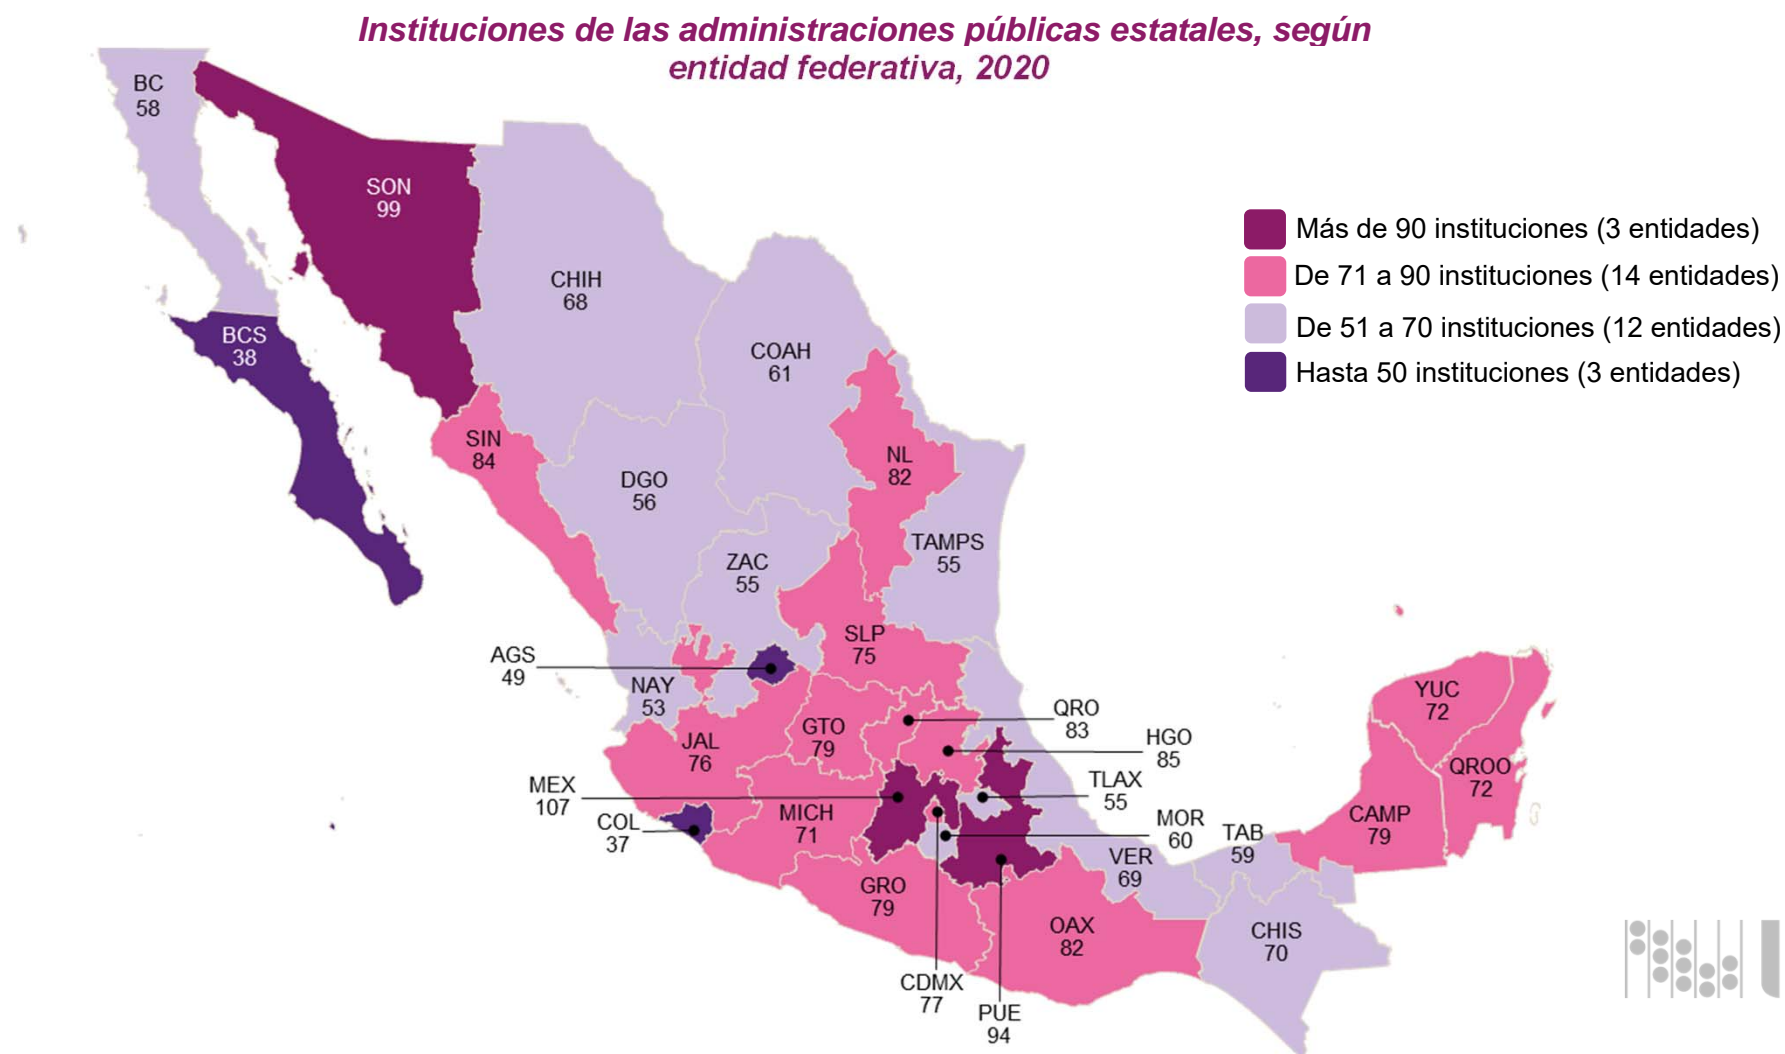 Instituciones de las administraciones públicas estatales, según
entidad federativa, 2020
BC
58
SON
99
CHIH
68
BCS
38
COAH
61
SIN
84
NL
82
DGO
56
TAMPS
55
ZAC
55
SLP
75
AGS
49
NAY
53
GTO
79
QRO
83
HGO
85
JAL
76
MEX
107
TLAX
55
MICH
71
COL
37
MOR
60
TAB
59
VER
69
GRO
79
OAX
82
CHIS
70
CDMX
77
PUE
94
YUC
72
QROO
72
CAMP
79
Más de 90 instituciones (3 entidades)
De 71 a 90 instituciones (14 entidades)
De 51 a 70 instituciones (12 entidades)
Hasta 50 instituciones (3 entidades)